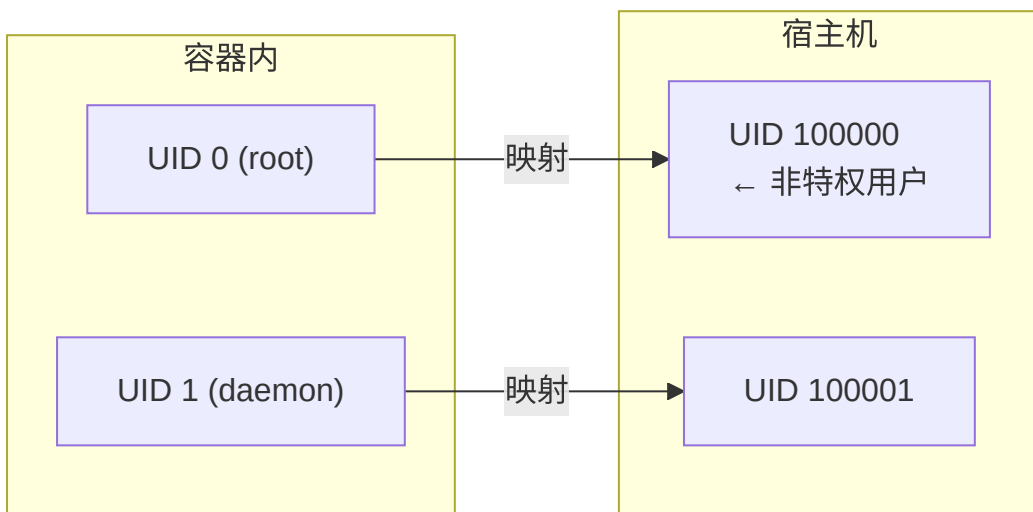 容器内
UID 0 (root)
映射
UID 1 (daemon)
映射
宿主机
UID 100000
← 非特权用户
UID 100001